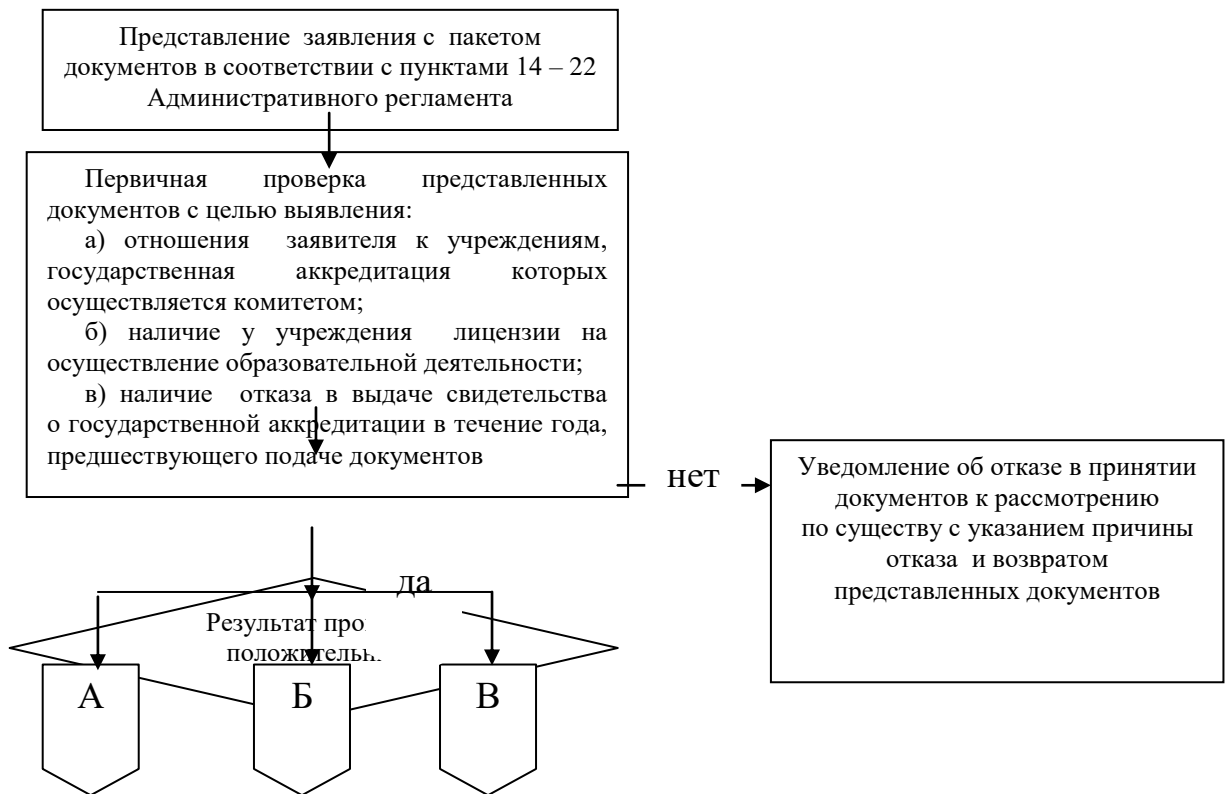 Представление заявления с пакетом
документов в соответствии с пунктами 14 – 22
Административного регламента
Первичная проверка представленных
документов с целью выявления:
а) отношения заявителя к учреждениям,
государственная аккредитация которых
осуществляется комитетом;
б) наличие у учреждения лицензии на
осуществление образовательной деятельности;
в) наличие отказа в выдаче свидетельства
о государственной аккредитации в течение года,
предшествующего подаче документов
нет
Уведомление об отказе в принятии
документов к рассмотрению
по существу с указанием причины
отказа и возвратом
представленных документов
да
Результат
А
Б
В